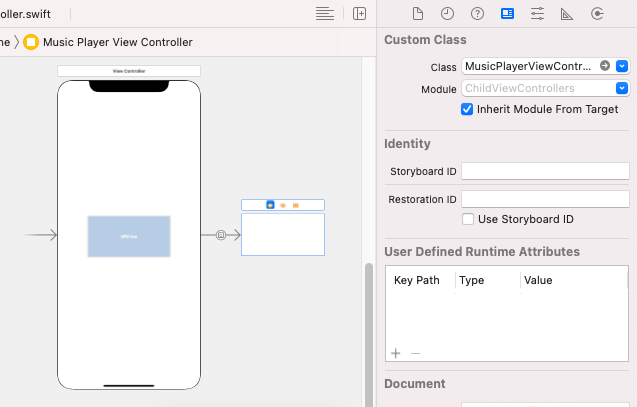 oller.swift
ne 〉 Music Player View Controller
View Controller
Custom Class
Class MusicPlayerViewContr...
Module ChildViewControllers
Inherit Module From Target
Identity
Storyboard ID
Restoration ID
Use Storyboard ID
User Defined Runtime Attributes
Key Path Type Value
Document